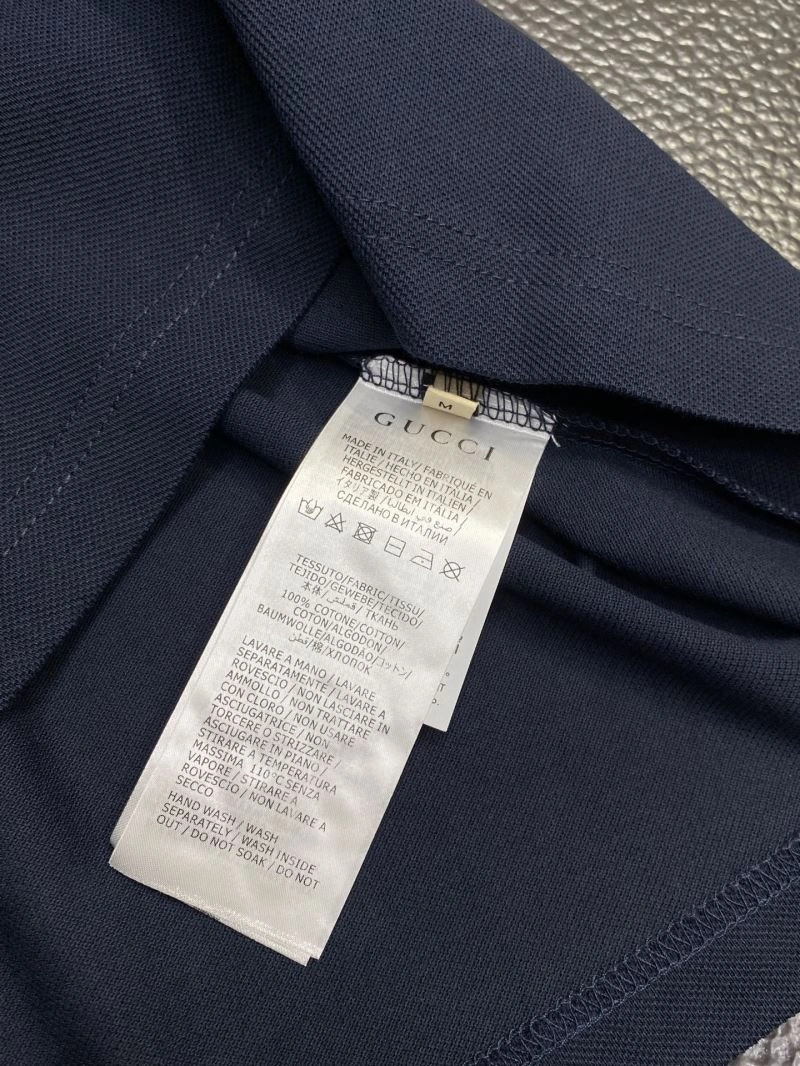 M
GUCCI
MADE IN ITALY/FABRIQUÉ EN
ITALIE / HECHO EN ITALIA/
HERGESTELLT IN ITALIEN
FABRICADO EM ITALIA/
イタリア製/صنع في ايطاليا/
СДЕЛАНО В ИТАЛИИ
TESSUTO/FABRIC/TISSU/
TEJIDO/GEWEBE/TECIDO/
本体/قماش/ТКАНЬ
100% COTONE/COTTON/
COTON/ALGODON/
BAUMWOLLE/ALGODÃO/コットン/
قطن/棉/ХЛОПОК
LAVARE A MANO/ LAVARE
SEPARATAMENTE / LAVARE A
ROVESCIO / NON LASCIARE IN
AMMOLLO / NON TRATTARE
CON CLORO / NON USARE
ASCIUGATRICE / NON
TORCERE O STRIZZARE/
ASCIUGARE IN PIANO/
STIRARE A TEMPERATURA
MASSIMA 110°C SENZA
VAPORE/ STIRARE A
ROVESCIO / NON LAVARE A
SECCO
HAND WASH / WASH
SEPARATELY / WASH INSIDE
OUT / DO NOT SOAK / DO NOT